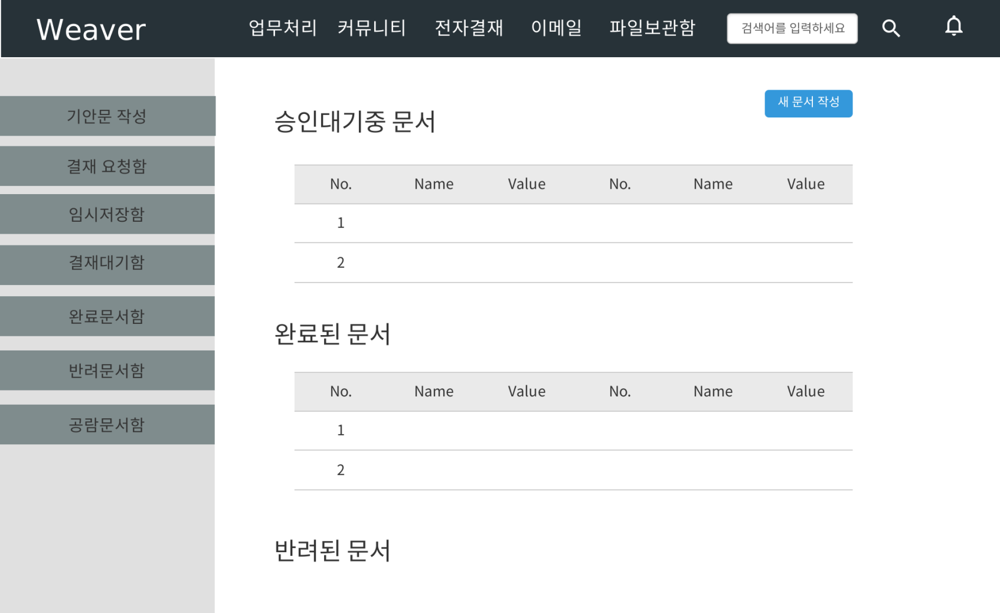 Weaver
업무처리 커뮤니티 전자결재 이메일 파일보관함 검색어를 입력하세요
기안문 작성
결재 요청함
임시저장함
결재대기함
완료문서함
반려문서함
공람문서함
새 문서 작성
승인대기중 문서
No. Name Value No. Name Value
1
2
완료된 문서
No. Name Value No. Name Value
1
2
반려된 문서